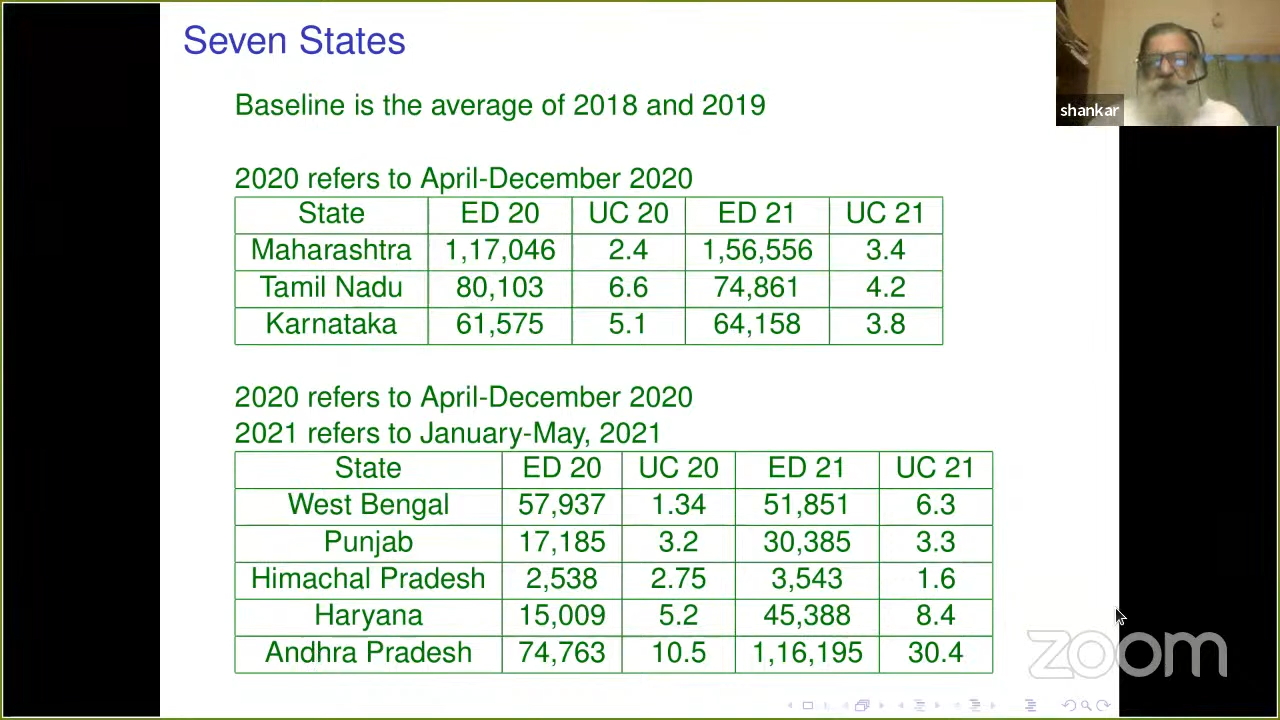 Seven States
Baseline is the average of 2018 and 2019
shankar
2020 refers to April-December 2020
State ED 20 UC 20 ED 21 UC 21
Maharashtra 1,17,046 2.4 1,56,556 3.4
Tamil Nadu 80,103 6.6 74,861 4.2
Karnataka 61,575 5.1 64,158 3.8
2020 refers to April-December 2020
2021 refers to January-May, 2021
State ED 20 UC 20 ED 21 UC 21
West Bengal 57,937 1.34 51,851 6.3
Punjab 17,185 3.2 30,385 3.3
Himachal Pradesh 2,538 2.75 3,543 1.6
Haryana 15,009 5.2 45,388 8.4
Andhra Pradesh 74,763 10.5 1,16,195 30.4
zoom